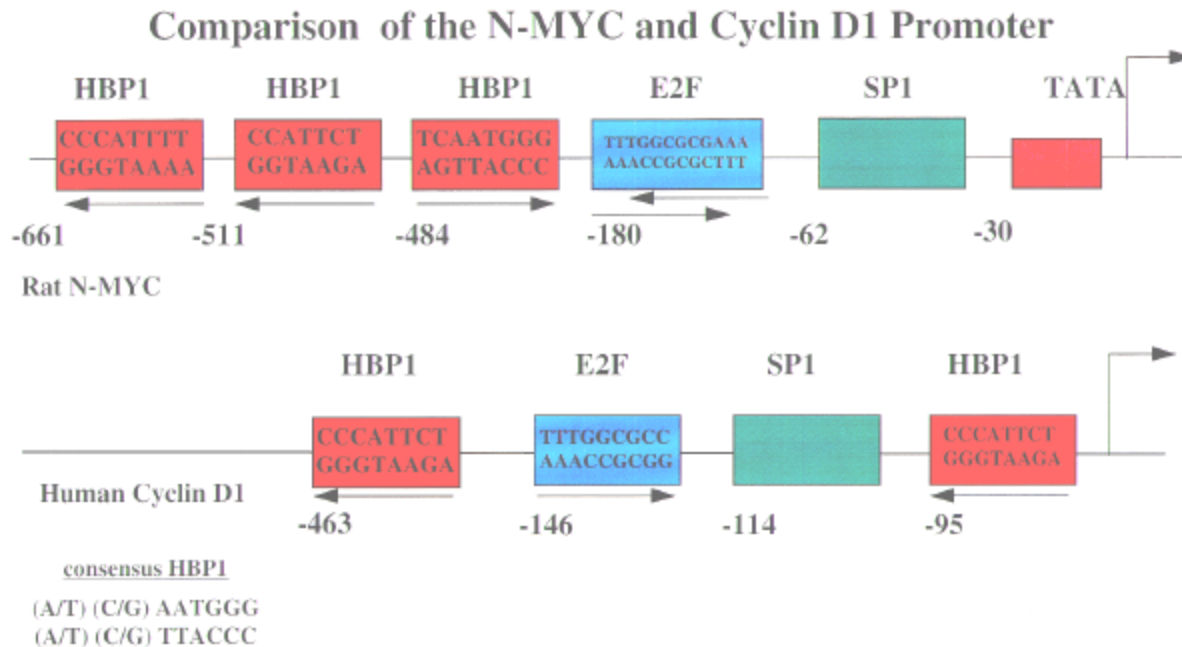 Comparison of the N-MYC and Cyclin D1 Promoter
HBP1 HBP1 HBP1 E2F SP1 TATA
CCCATTTT CCATTCT TCAATGGG TTTGGCGCGAAA
GGGTAAAA GGTAAGA AGTTACCC AAACCGCGCTTT
-661 -511 -484 -180 -62 -30
Rat N-MYC
HBP1 E2F SP1 HBP1
CCCATTCT TTTGGCGCC CCCATTCT
GGGTAAGA AAACCGCGG GGGTAAGA
Human Cyclin D1
-463 -146 -114 -95
consensus HBP1
(A/T) (C/G) AATGGG
(A/T) (C/G) TTACCC